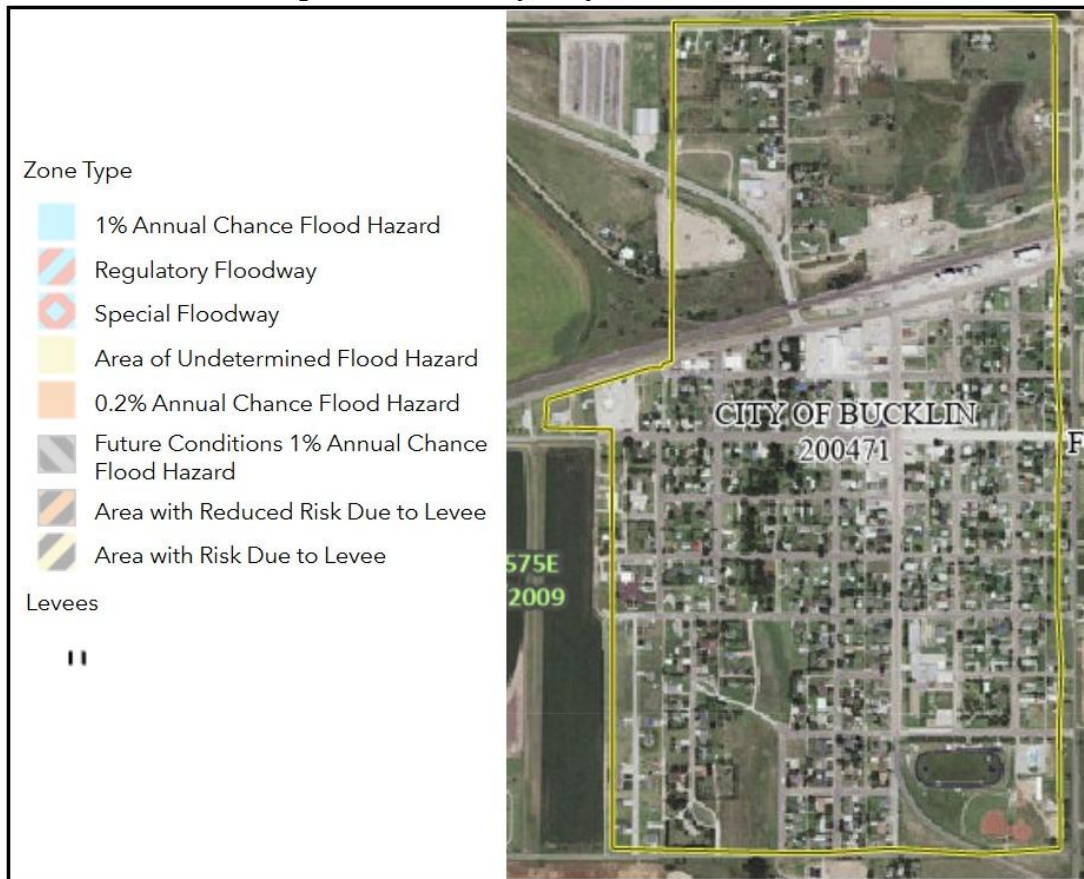 Zone Type
1% Annual Chance Flood Hazard
Regulatory Floodway
Special Floodway
Area of Undetermined Flood Hazard
0.2% Annual Chance Flood Hazard
Future Conditions 1% Annual Chance
Flood Hazard
Area with Reduced Risk Due to Levee
Area with Risk Due to Levee
Levees
CITY OF BUCKLIN
200471
F
575E
2009